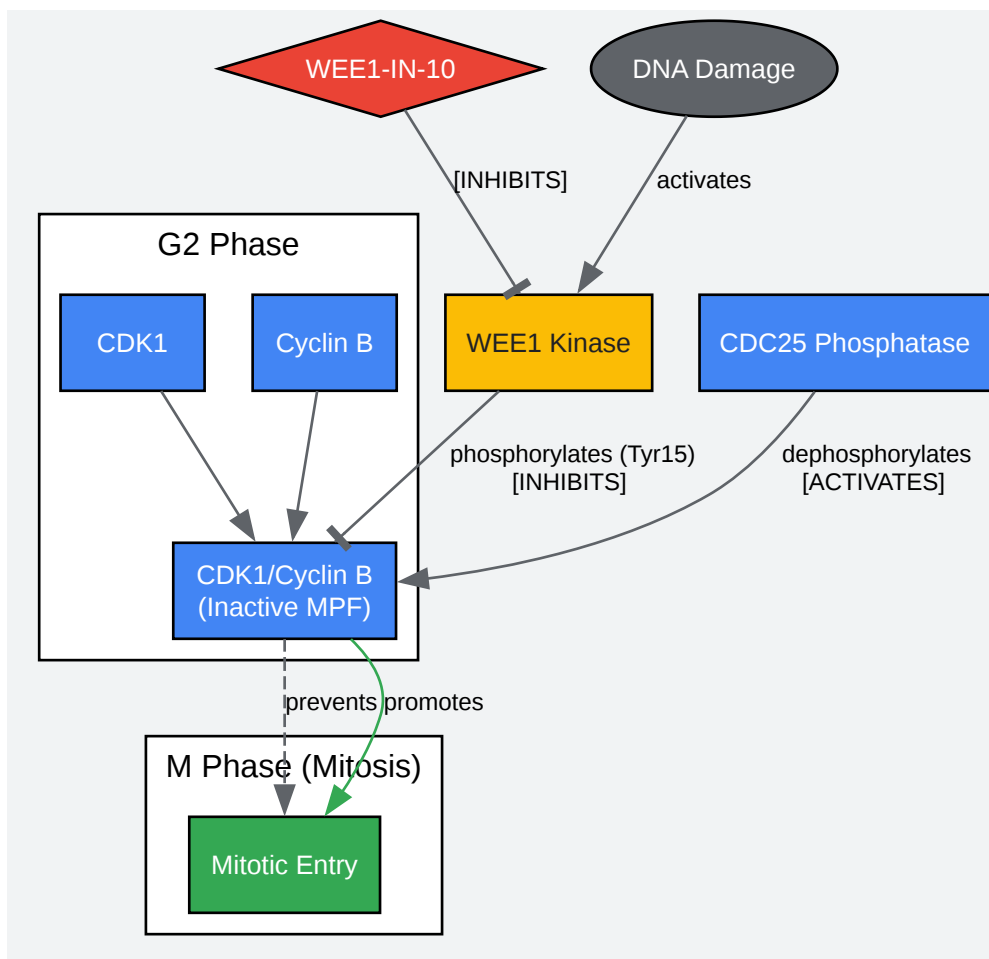 WEE1-IN-10
DNA Damage
[INHIBITS]
activates
G2 Phase
CDK1
Cyclin B
WEE1 Kinase
CDC25 Phosphatase
phosphorylates (Tyr15)
[INHIBITS]
dephosphorylates
[ACTIVATES]
CDK1/Cyclin B
(Inactive MPF)
prevents
promotes
M Phase (Mitosis)
Mitotic Entry